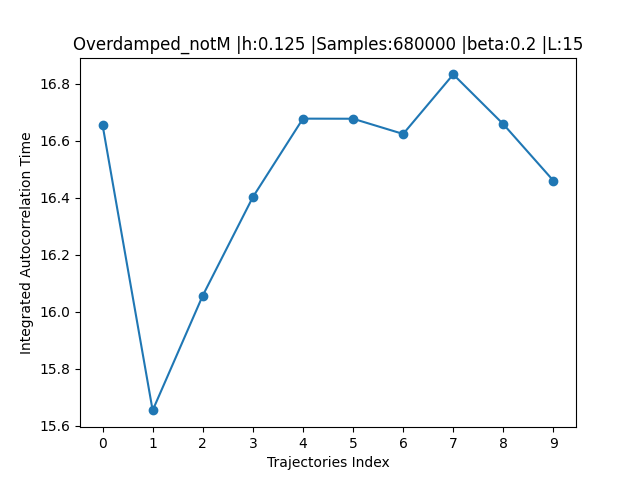 Overdamped_notM |h:0.125 |Samples:680000 |beta:0.2 |L:15
Integrated Autocorrelation Time
16.8
16.6
16.4
16.2
16.0
15.8
15.6
0 1 2 3 4 5 6 7 8 9
Trajectories Index